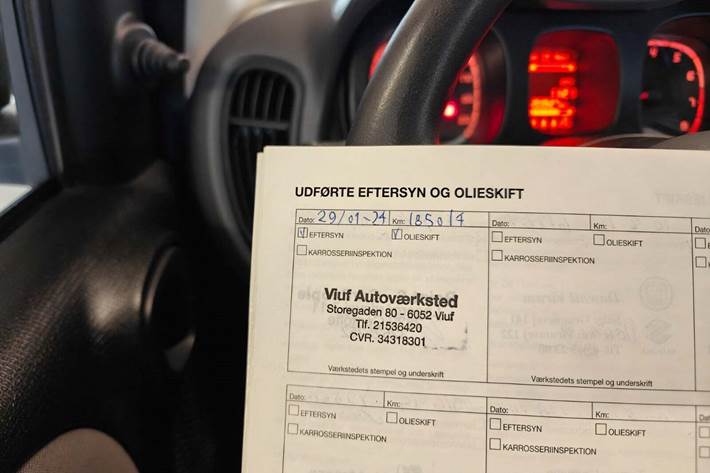 UDFØRTE EFTERSYN OG OLIESKIFT
Dato: 29/01-24 Km: 185017 Dato: Km:
EFTERSYN OLIESKIFT EFTERSYN OLIESKIFT
KARROSSERIINSPEKTION KARROSSERIINSPEKTION
Viuf Autoværksted
Storegaden 80 - 6052 Viuf
Tlf. 21536420
CVR. 34318301
Værkstedets stempel og underskrift Værkstedets stempel og underskrift
Dato: Km: Dato: Km:
EFTERSYN OLIESKIFT EFTERSYN OLIESKIFT
KARROSSERIINSPEKTION KARROSSERIINSPEKTION